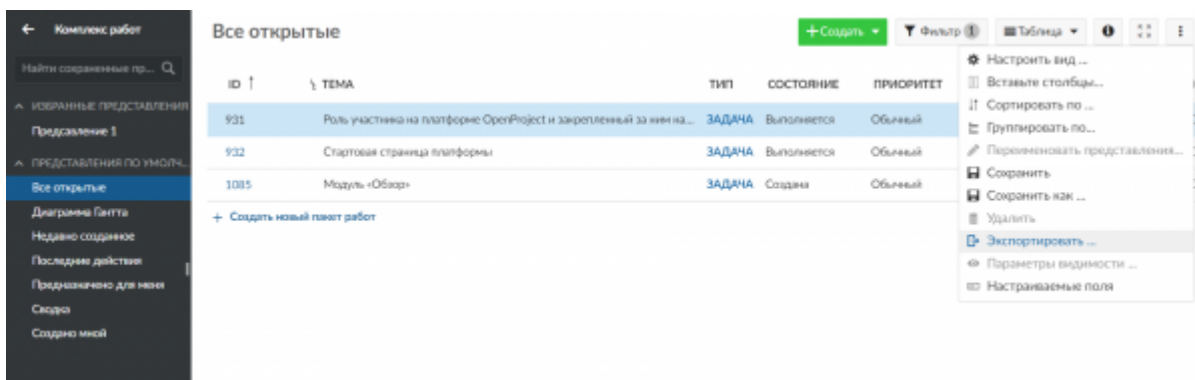 Комплекс работ
Все открытые
+ Создать
Фильтр 1
Таблица
Найти сохраненные пр...
ИЗБРАННЫЕ ПРЕДСТАВЛЕНИЯ
Предсавление 1
ПРЕДСТАВЛЕНИЯ ПО УМОЛЧ...
Все открытые
Диаграмма Гантта
Недавно созданное
Последние действия
Предназначено для меня
Сводка
Создано мной
ID ТЕМА ТИП СОСТОЯНИЕ ПРИОРИТЕТ
931 Роль участника на платформе OpenProject и закрепленный за ним на... ЗАДАЧА Выполняется Обычный
932 Стартовая страница платформы ЗАДАЧА Выполняется Обычный
1085 Модуль «Обзор» ЗАДАЧА Создана Обычный
+ Создать новый пакет работ
Настроить вид ...
Вставьте столбцы...
Сортировать по ...
Группировать по...
Переименовать представления...
Сохранить
Сохранить как ...
Удалить
Экспортировать ...
Параметры видимости ...
Настраиваемые поля